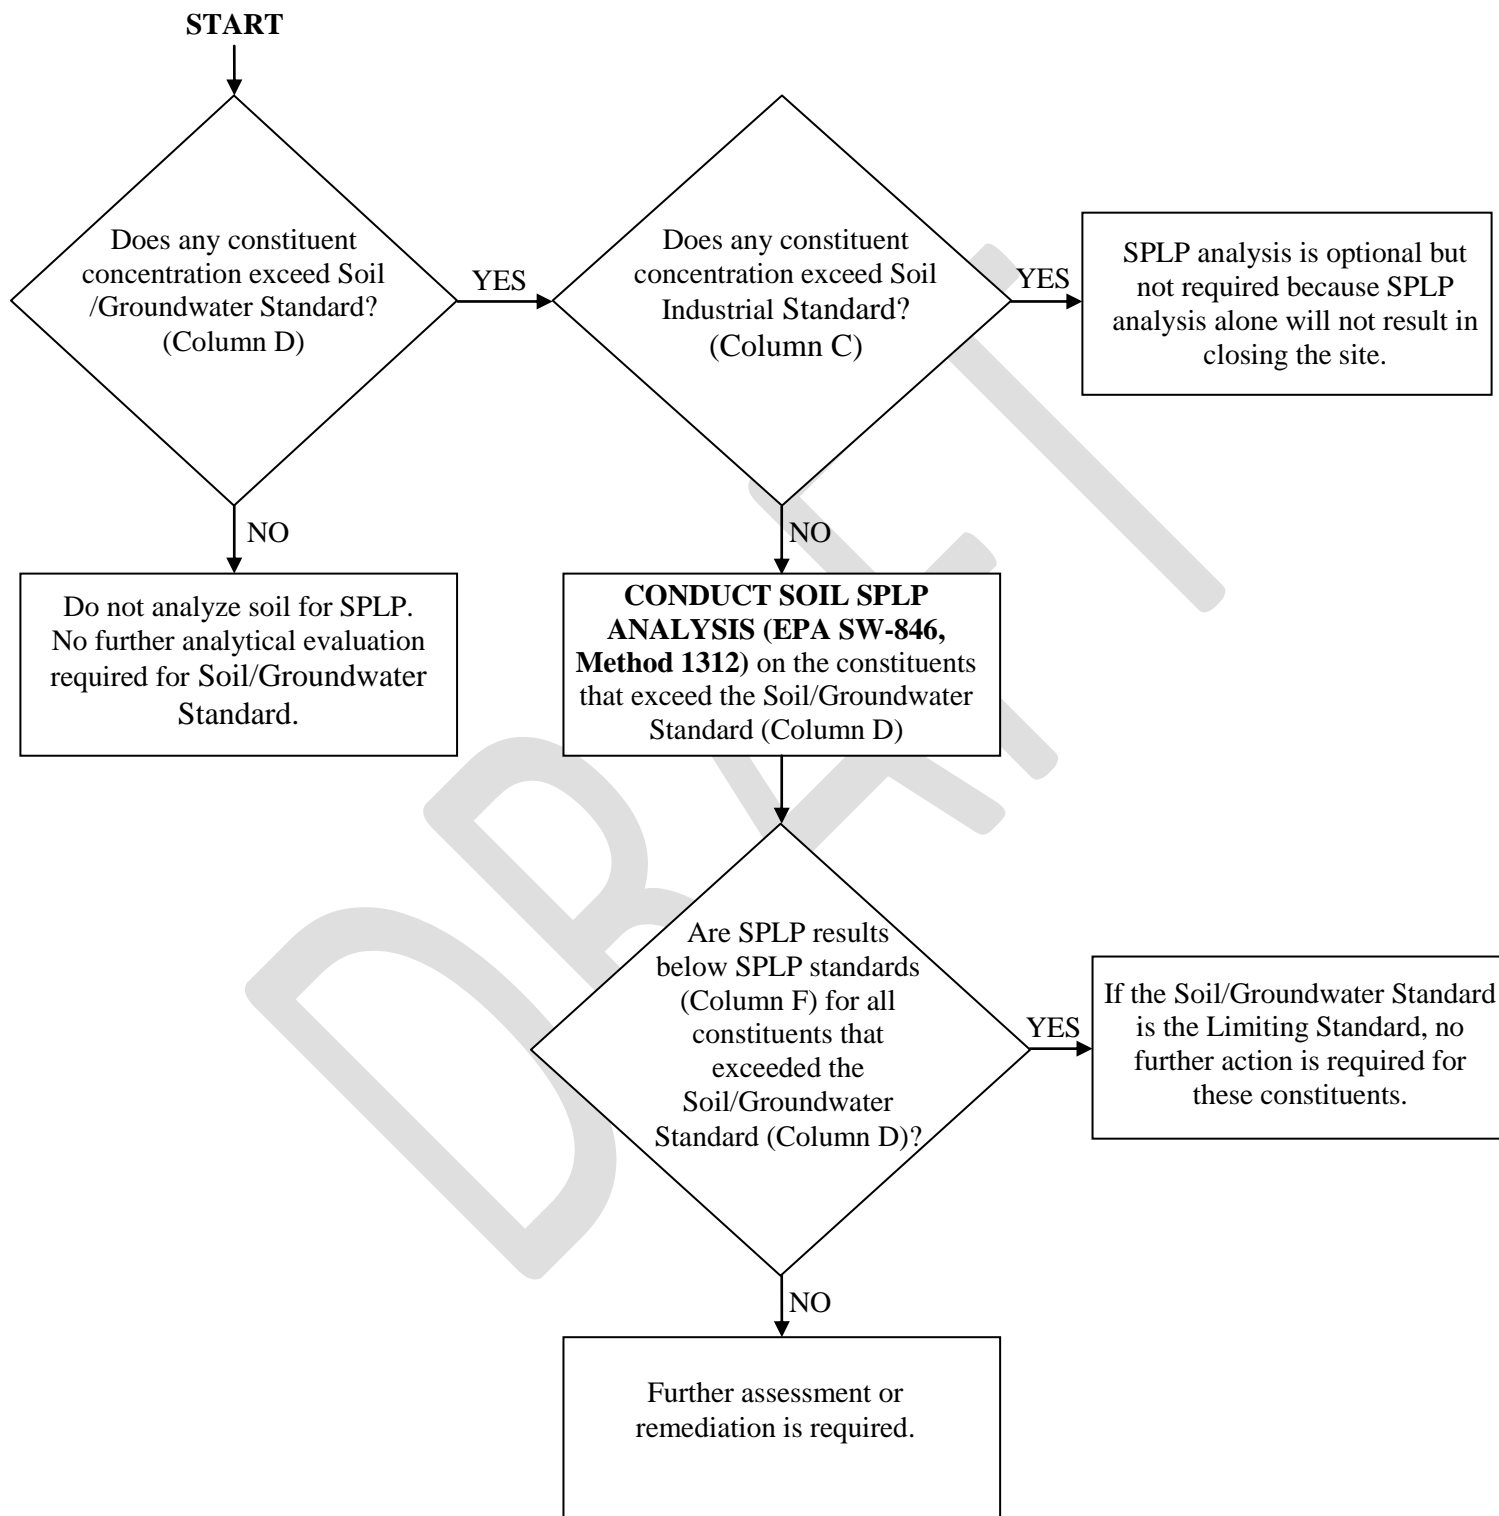 START
Does any constituent
concentration exceed Soil
/Groundwater Standard?
(Column D)
YES
Does any constituent
concentration exceed Soil
Industrial Standard?
(Column C)
YES
SPLP analysis is optional but
not required because SPLP
analysis alone will not result in
closing the site.
NO
Do not analyze soil for SPLP.
No further analytical evaluation
required for Soil/Groundwater
Standard.
NO
CONDUCT SOIL SPLP
ANALYSIS (EPA SW-846,
Method 1312) on the constituents
that exceed the Soil/Groundwater
Standard (Column D)
Are SPLP results
below SPLP standards
(Column F) for all
constituents that
exceeded the
Soil/Groundwater
Standard (Column D)?
YES
If the Soil/Groundwater Standard
is the Limiting Standard, no
further action is required for
these constituents.
NO
Further assessment or
remediation is required.
DRAFT